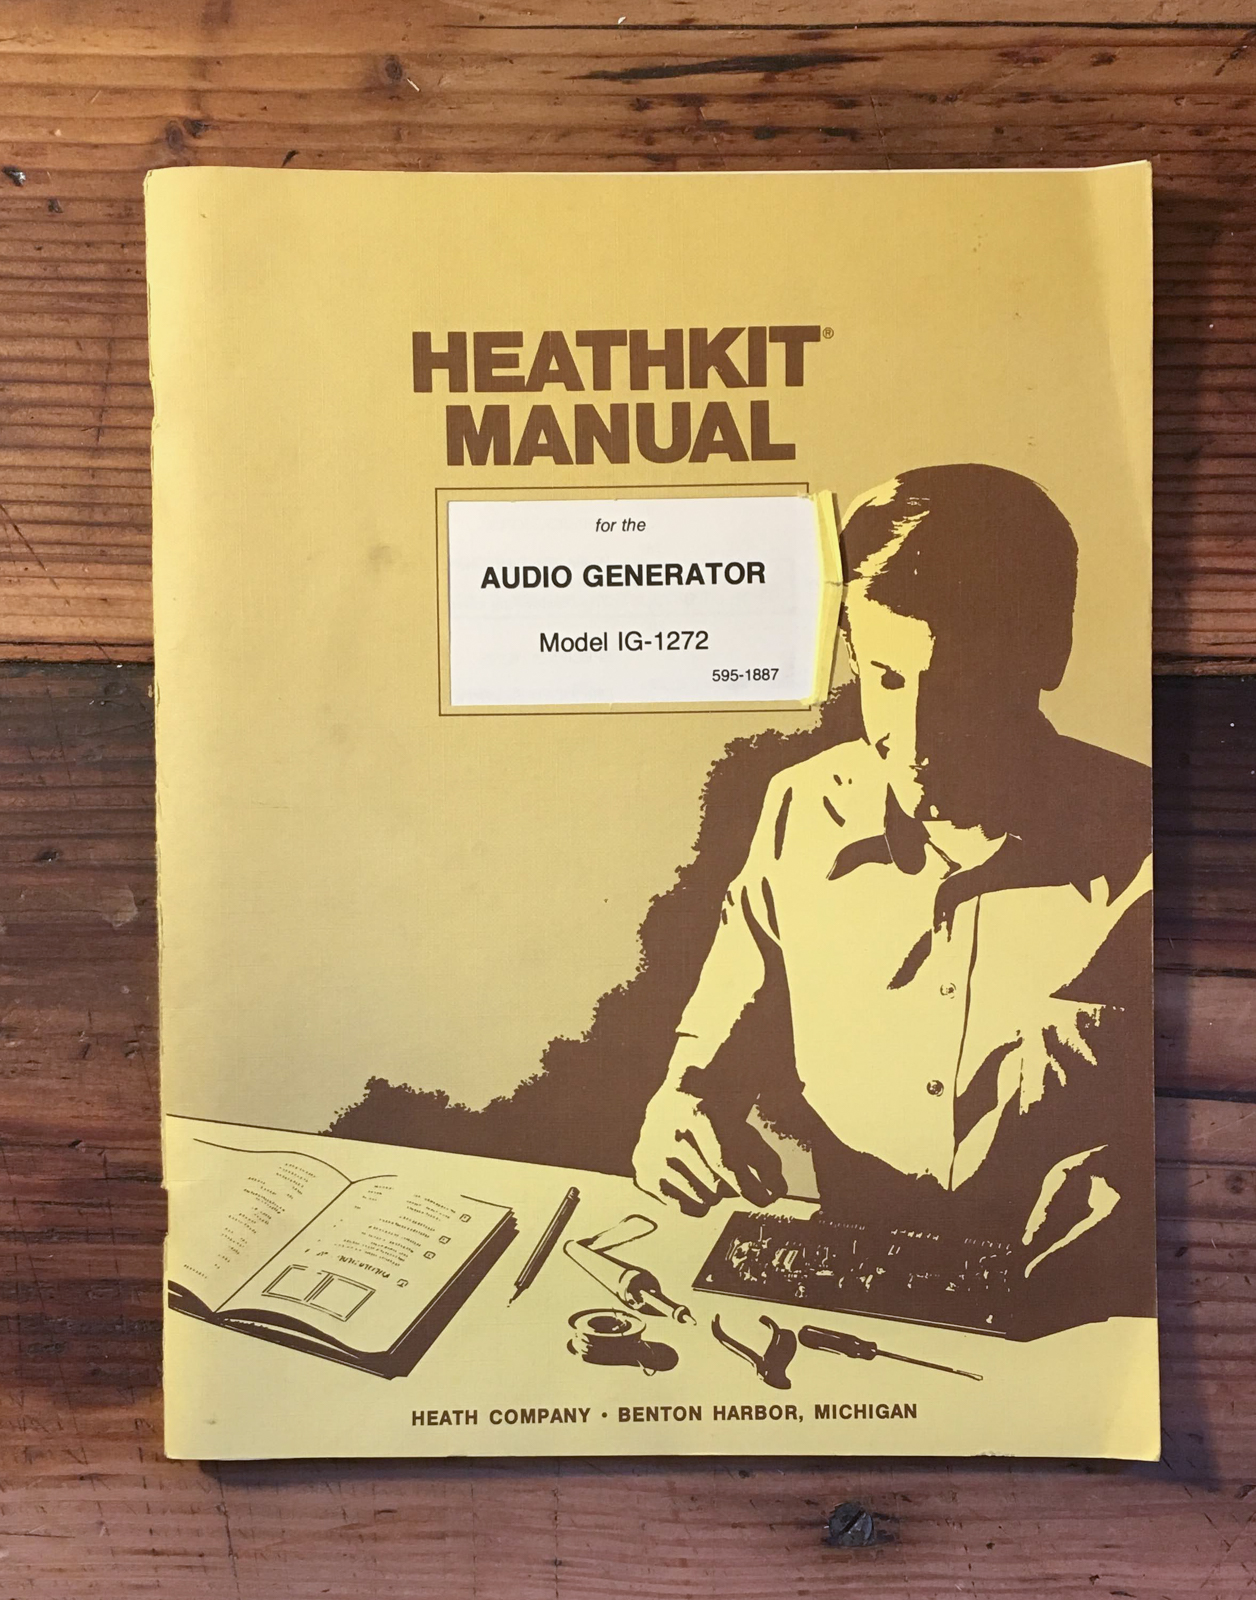 HEATHKIT®
MANUAL
for the
AUDIO GENERATOR
Model IG-1272
595-1887
HEATH COMPANY • BENTON HARBOR, MICHIGAN